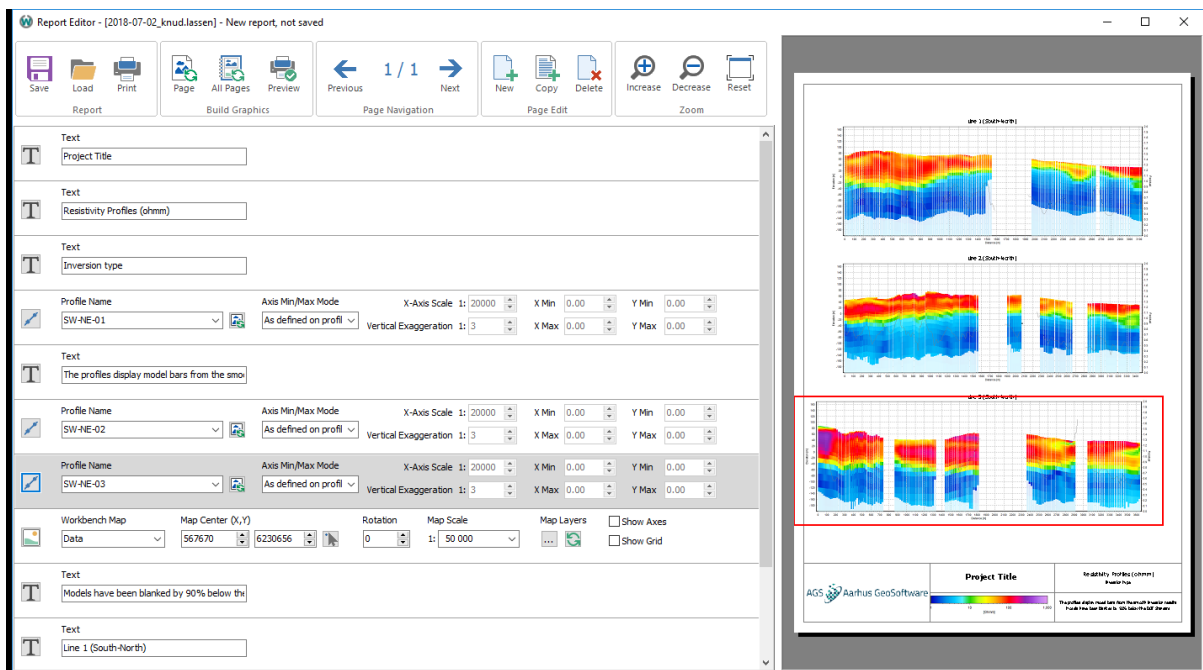 Report Editor - [2018-07-02_knud.lassen] - New report, not saved
Save Load Print Page All Pages Preview Previous 1 / 1 Next New Copy Delete Increase Decrease Reset
Report Build Graphics Page Navigation Page Edit Zoom
Text
Project Title
Text
Resistivity Profiles (ohmm)
Text
Inversion type
Profile Name Axis Min/Max Mode X-Axis Scale 1: 20000 X Min 0.00 Y Min 0.00
SW-NE-01 As defined on profil Vertical Exaggeration 1: 3 X Max 0.00 Y Max 0.00
Text
The profiles display model bars from the smo
Profile Name Axis Min/Max Mode X-Axis Scale 1: 20000 X Min 0.00 Y Min 0.00
SW-NE-02 As defined on profil Vertical Exaggeration 1: 3 X Max 0.00 Y Max 0.00
Profile Name Axis Min/Max Mode X-Axis Scale 1: 20000 X Min 0.00 Y Min 0.00
SW-NE-03 As defined on profil Vertical Exaggeration 1: 3 X Max 0.00 Y Max 0.00
Workbench Map Map Center (X,Y) Rotation Map Scale Map Layers Show Axes
Data 567670 6230656 0 1: 50 000 ... Show Grid
Text
Models have been blanked by 90% below the
Text
Line 1 (South-North)
Line 1 (South-North)
Line 2 (South-North)
Line 3 (South-North)
AGS Aarhus GeoSoftware
Project Title
Resistivity Profiles (ohmm)
Inversion type